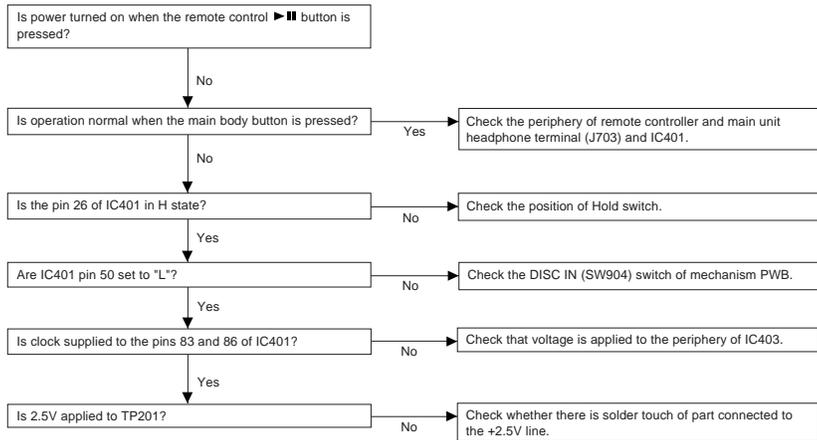 Is power turned on when the remote control ►II button is
pressed?
No
Is operation normal when the main body button is pressed?
Yes
Check the periphery of remote controller and main unit
headphone terminal (J703) and IC401.
No
Is the pin 26 of IC401 in H state?
No
Check the position of Hold switch.
Yes
Are IC401 pin 50 set to "L"?
No
Check the DISC IN (SW904) switch of mechanism PWB.
Yes
Is clock supplied to the pins 83 and 86 of IC401?
No
Check that voltage is applied to the periphery of IC403.
Yes
Is 2.5V applied to TP201?
No
Check whether there is solder touch of part connected to
the +2.5V line.